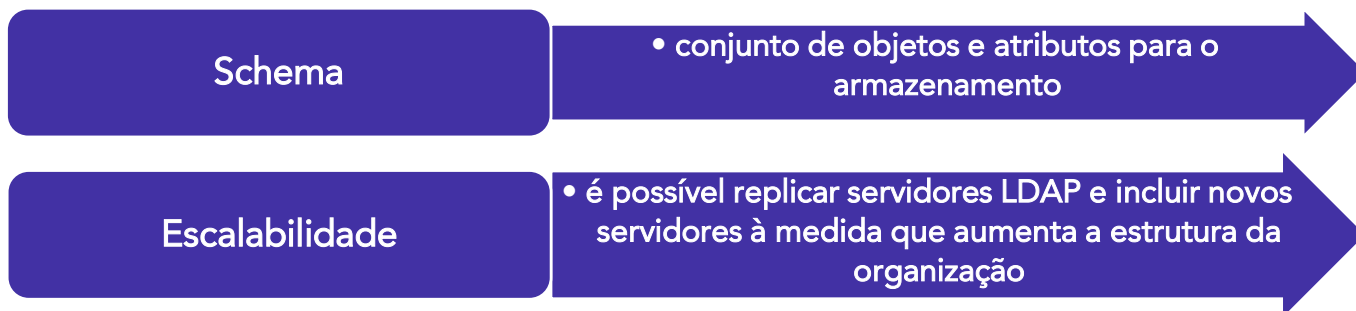 Schema
• conjunto de objetos e atributos para o
armazenamento
Escalabilidade
• é possível replicar servidores LDAP e incluir novos
servidores à medida que aumenta a estrutura da
organização